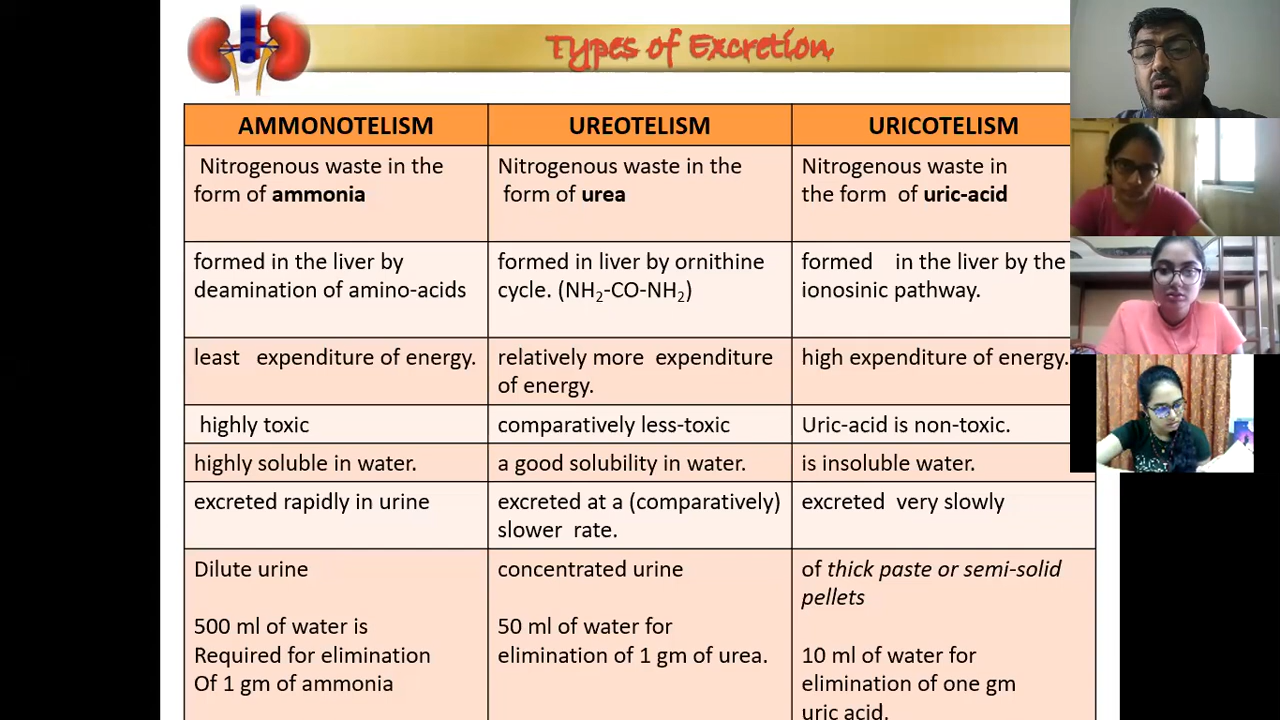 Types of Excretion
AMMONOTELISM
UREOTELISM
URICOTELISM
Nitrogenous waste in the
form of ammonia
Nitrogenous waste in the
form of urea
Nitrogenous waste in
the form of uric-acid
formed in the liver by
deamination of amino-acids
formed in liver by ornithine
cycle. (NH₂-CO-NH₂)
formed in the liver by the
ionosinic pathway.
least expenditure of energy.
relatively more expenditure
of energy.
high expenditure of energy.
highly toxic
comparatively less-toxic
Uric-acid is non-toxic.
highly soluble in water.
a good solubility in water.
is insoluble water.
excreted rapidly in urine
excreted at a (comparatively)
slower rate.
excreted very slowly
Dilute urine
500 ml of water is
Required for elimination
Of 1 gm of ammonia
concentrated urine
50 ml of water for
elimination of 1 gm of urea.
of thick paste or semi-solid
pellets
10 ml of water for
elimination of one gm
uric acid.